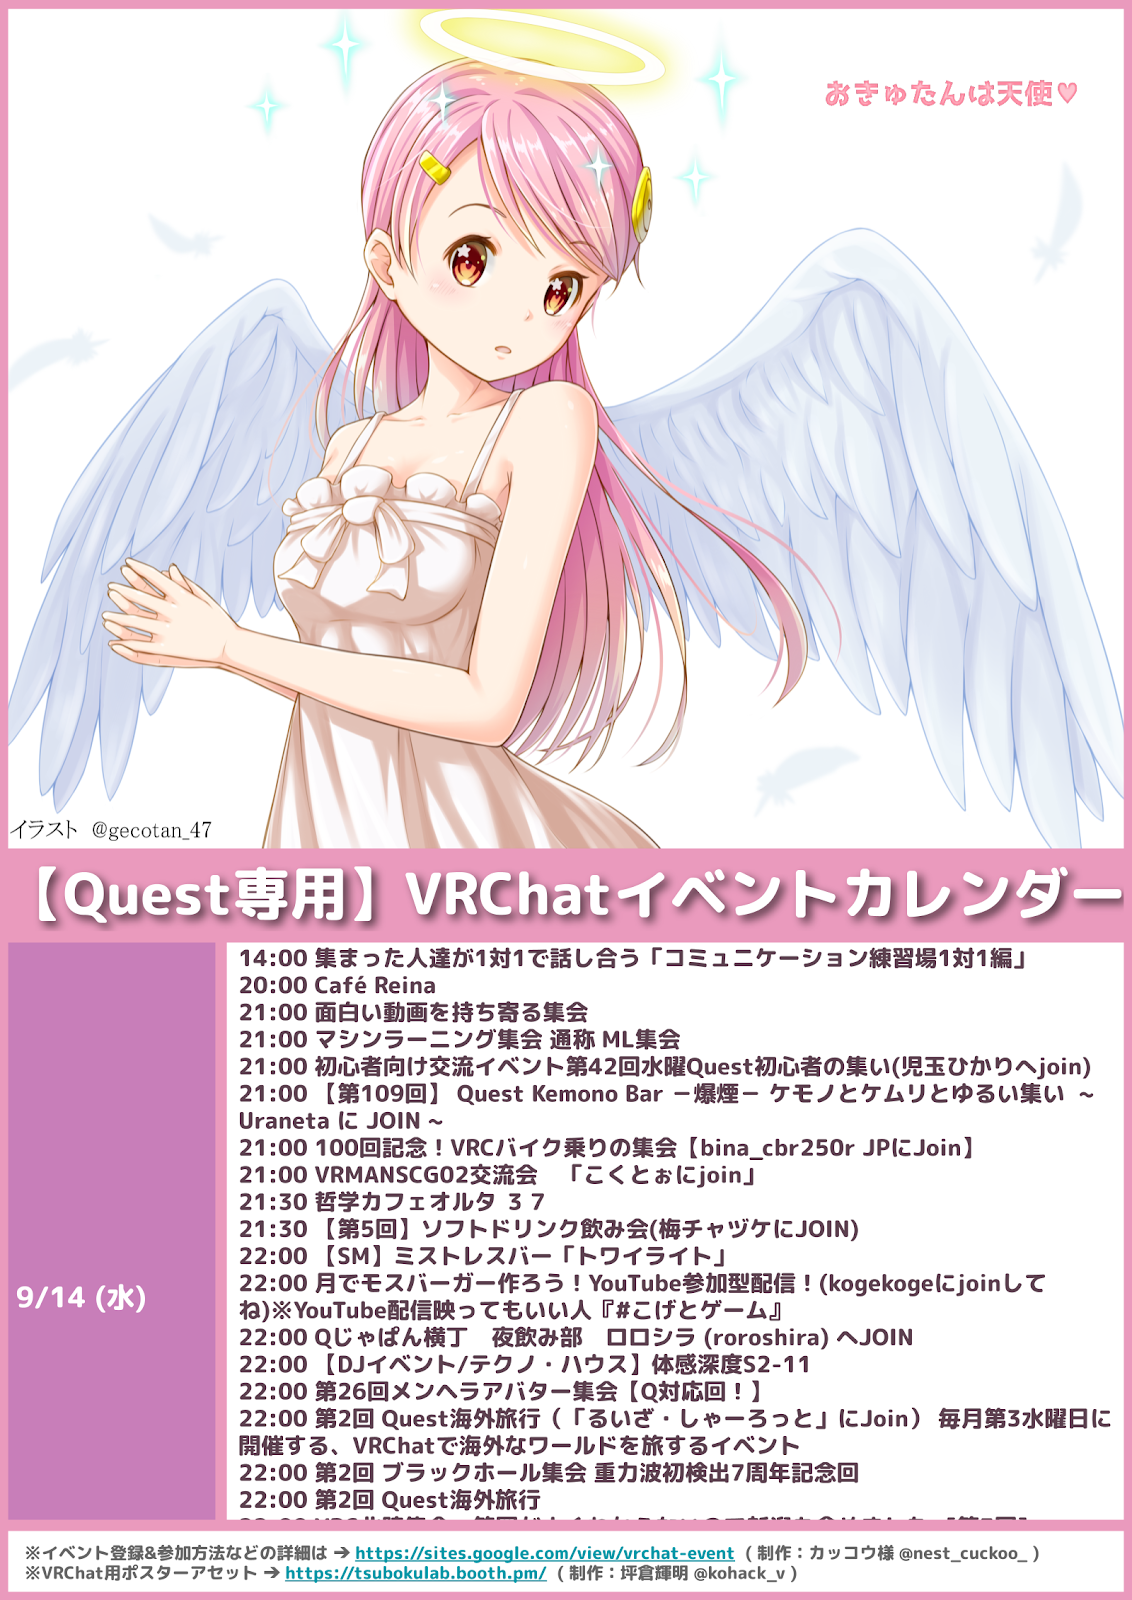 おきゅたんは天使♥
イラスト @gecotan_47
【Quest専用】VRChatイベントカレンダー
9/14 (水)
14:00 集まった人達が1対1で話し合う「コミュニケーション練習場1対1編」
20:00 Café Reina
21:00 面白い動画を持ち寄る集会
21:00 マシンラーニング集会 通称 ML集会
21:00 初心者向け交流イベント第42回水曜Quest初心者の集い(児玉ひかりへjoin)
21:00 【第109回】 Quest Kemono Bar －爆煙－ ケモノとケムリとゆるい集い ～
Uraneta に JOIN ～
21:00 100回記念！VRCバイク乗りの集会【bina_cbr250r JPにJoin】
21:00 VRMANSCG02交流会 「こくとぉにjoin」
21:30 哲学カフェオルタ ３７
21:30 【第5回】ソフトドリンク飲み会(梅チャヅケにJOIN)
22:00 【SM】ミストレスバー「トワイライト」
22:00 月でモスバーガー作ろう！YouTube参加型配信！(kogekogeにjoinして
ね)※YouTube配信映ってもいい人『#こげとゲーム』
22:00 Qじゃぱん横丁　夜飲み部　ロロシラ (roroshira) へJOIN
22:00 【DJイベント/テクノ・ハウス】体感深度S2-11
22:00 第26回メンヘラアバター集会【Q対応回！】
22:00 第2回 Quest海外旅行（「るいざ・しゃーろっと」にJoin） 毎月第3水曜日に
開催する、VRChatで海外なワールドを旅するイベント
22:00 第2回 ブラックホール集会 重力波初検出7周年記念回
22:00 第2回 Quest海外旅行
※イベント登録&参加方法などの詳細は ➔ https://sites.google.com/view/vrchat-event ( 制作：カッコウ様 @nest_cuckoo_ )
※VRChat用ポスターアセット ➔ https://tsubokulab.booth.pm/ ( 制作：坪倉輝明 @kohack_v )